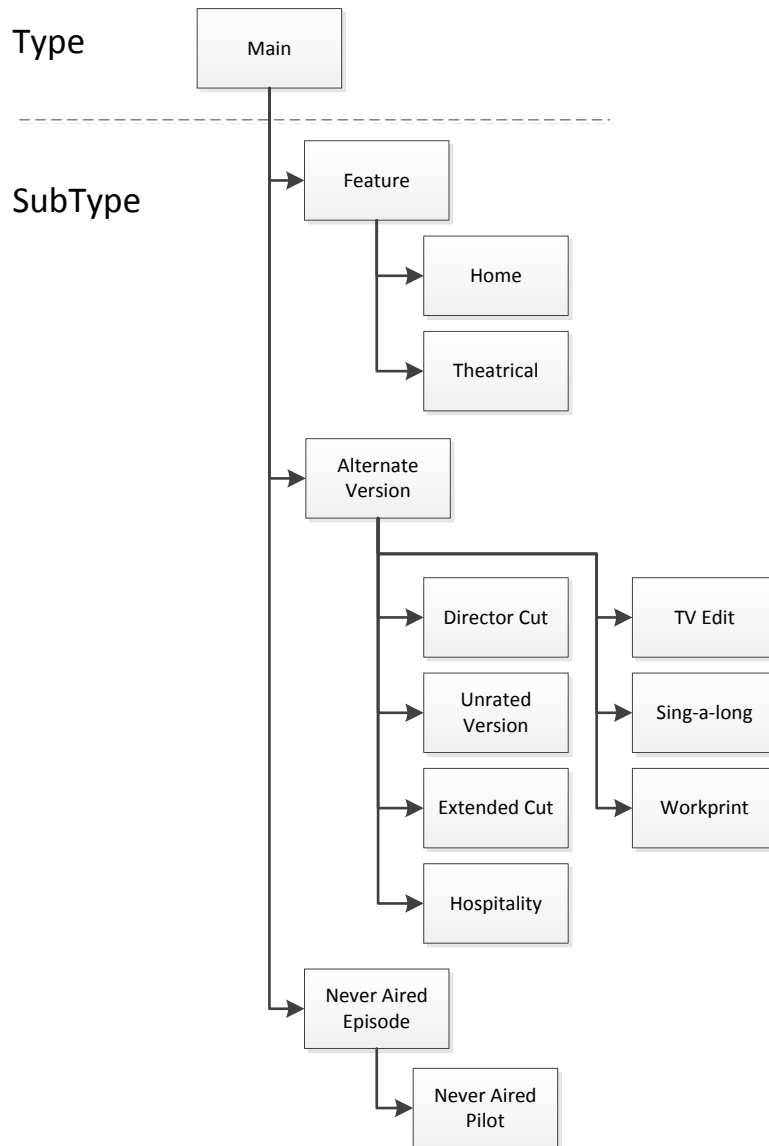 Type
Main
SubType
Feature
Home
Theatrical
Alternate
Version
Director Cut
TV Edit
Unrated
Version
Sing-a-long
Extended Cut
Workprint
Hospitality
Never Aired
Episode
Never Aired
Pilot